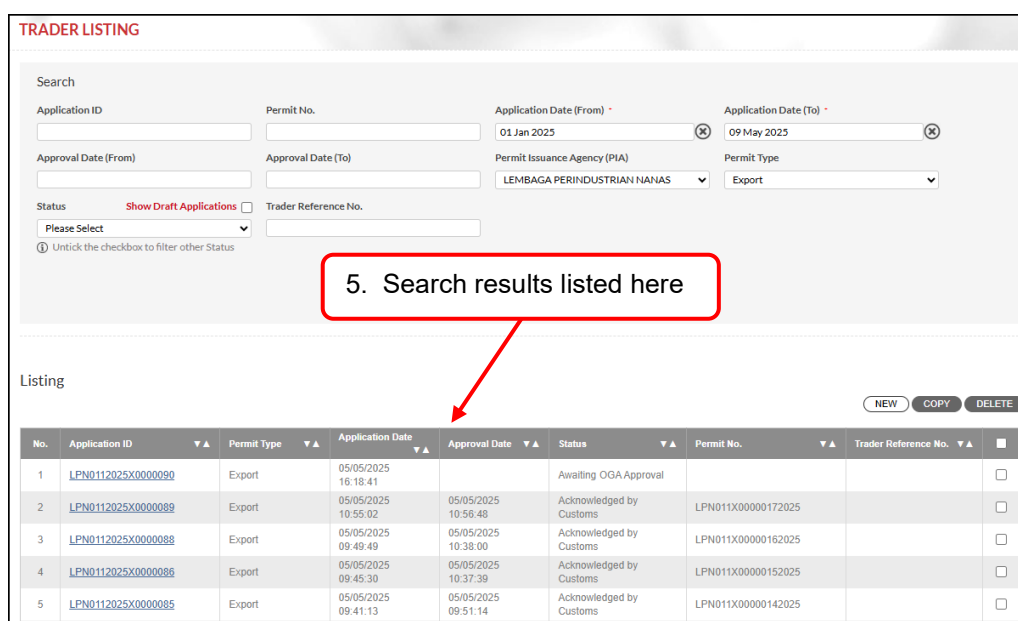 TRADER LISTING
Search
Application ID Permit No. Application Date (From) * Application Date (To) *
01 Jan 2025 09 May 2025
Approval Date (From) Approval Date (To) Permit Issuance Agency (PIA) Permit Type
LEMBAGA PERINDUSTRIAN NANAS Export
Status Show Draft Applications Trader Reference No.
Please Select
Untick the checkbox to filter other Status
5. Search results listed here
Listing
NEW COPY DELETE
No. Application ID ▼▲ Permit Type ▼▲ Application Date ▼▲ Approval Date ▼▲ Status ▼▲ Permit No. ▼▲ Trader Reference No. ▼▲
1 LPN0112025X0000090 Export 05/05/2025 16:18:41 Awaiting OGA Approval
2 LPN0112025X0000089 Export 05/05/2025 10:55:02 05/05/2025 10:56:48 Acknowledged by Customs LPN011X00000172025
3 LPN0112025X0000088 Export 05/05/2025 09:49:49 05/05/2025 10:38:00 Acknowledged by Customs LPN011X00000162025
4 LPN0112025X0000086 Export 05/05/2025 09:45:30 05/05/2025 10:37:39 Acknowledged by Customs LPN011X00000152025
5 LPN0112025X0000085 Export 05/05/2025 09:41:13 05/05/2025 09:51:14 Acknowledged by Customs LPN011X00000142025